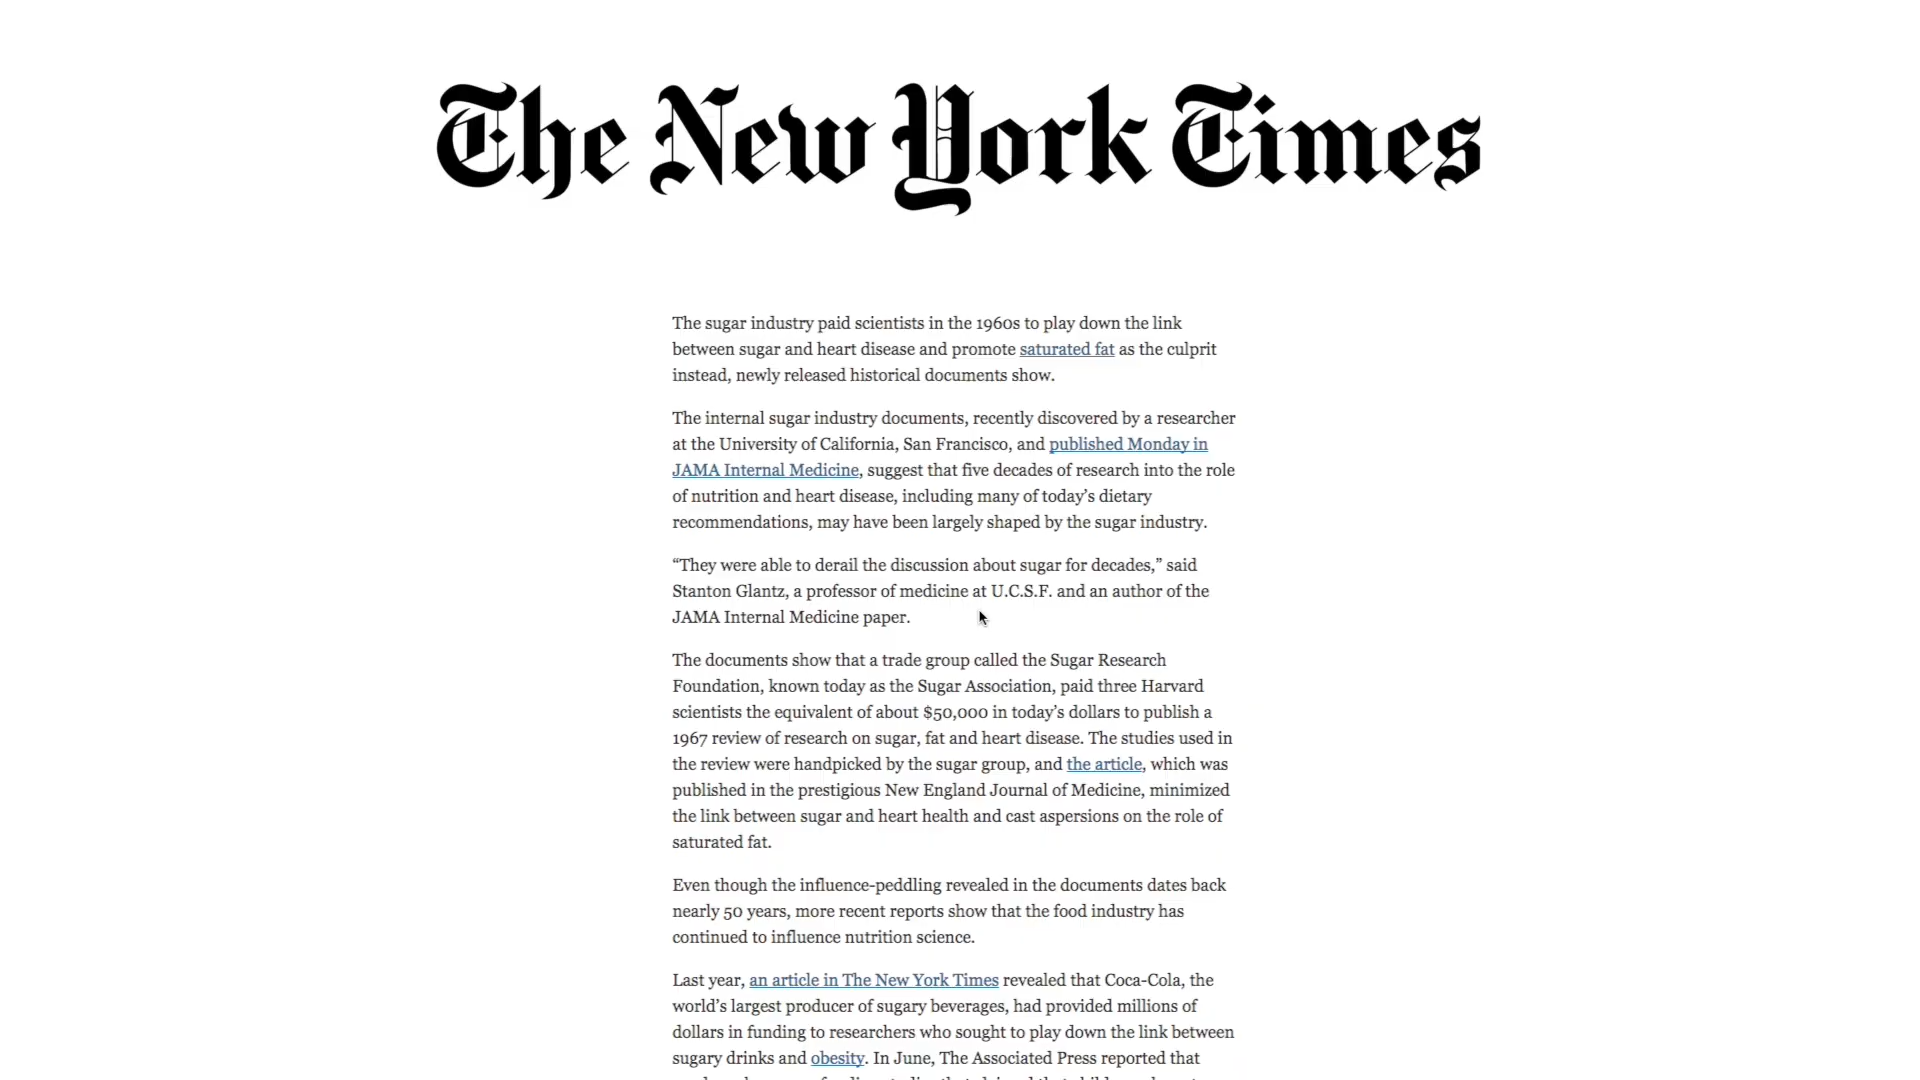 The New York Times
The sugar industry paid scientists in the 1960s to play down the link
between sugar and heart disease and promote saturated fat as the culprit
instead, newly released historical documents show.
The internal sugar industry documents, recently discovered by a researcher
at the University of California, San Francisco, and published Monday in
JAMA Internal Medicine, suggest that five decades of research into the role
of nutrition and heart disease, including many of today’s dietary
recommendations, may have been largely shaped by the sugar industry.
“They were able to derail the discussion about sugar for decades,” said
Stanton Glantz, a professor of medicine at U.C.S.F. and an author of the
JAMA Internal Medicine paper.
The documents show that a trade group called the Sugar Research
Foundation, known today as the Sugar Association, paid three Harvard
scientists the equivalent of about $50,000 in today’s dollars to publish a
1967 review of research on sugar, fat and heart disease. The studies used in
the review were handpicked by the sugar group, and the article, which was
published in the prestigious New England Journal of Medicine, minimized
the link between sugar and heart health and cast aspersions on the role of
saturated fat.
Even though the influence-peddling revealed in the documents dates back
nearly 50 years, more recent reports show that the food industry has
continued to influence nutrition science.
Last year, an article in The New York Times revealed that Coca-Cola, the
world’s largest producer of sugary beverages, had provided millions of
dollars in funding to researchers who sought to play down the link between
sugary drinks and obesity. In June, The Associated Press reported that